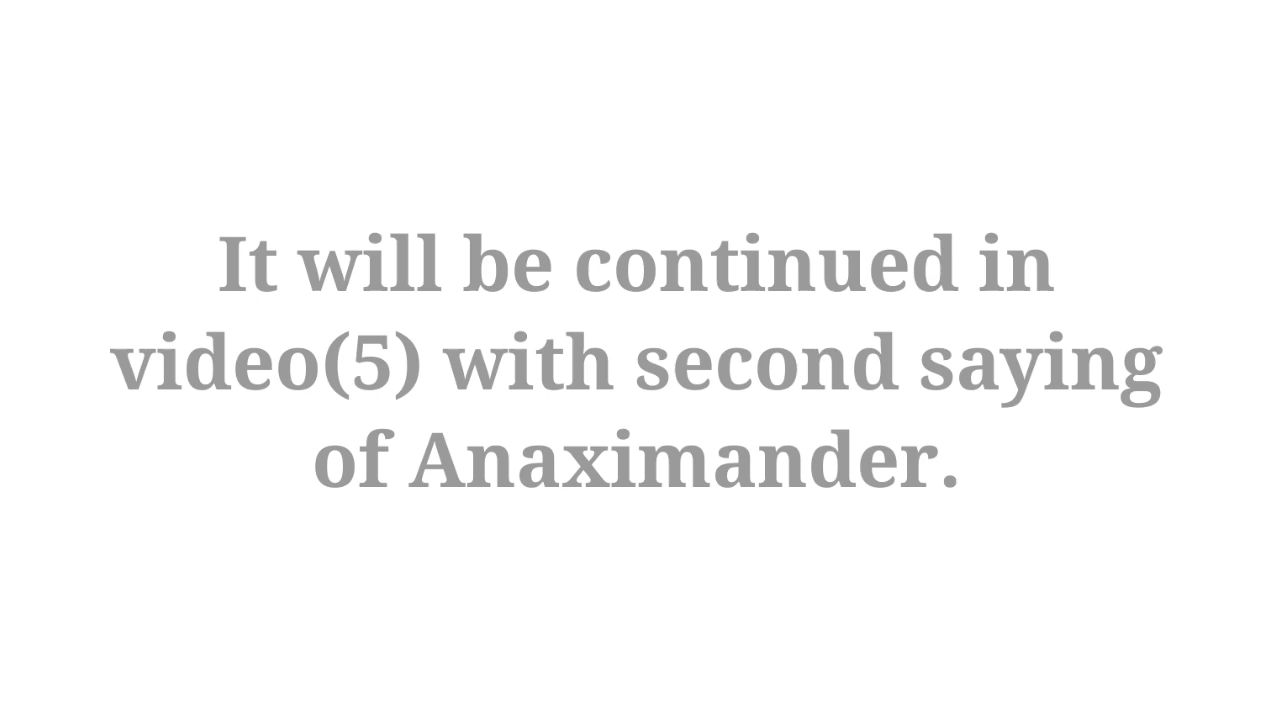 It will be continued in
video(5) with second saying
of Anaximander.